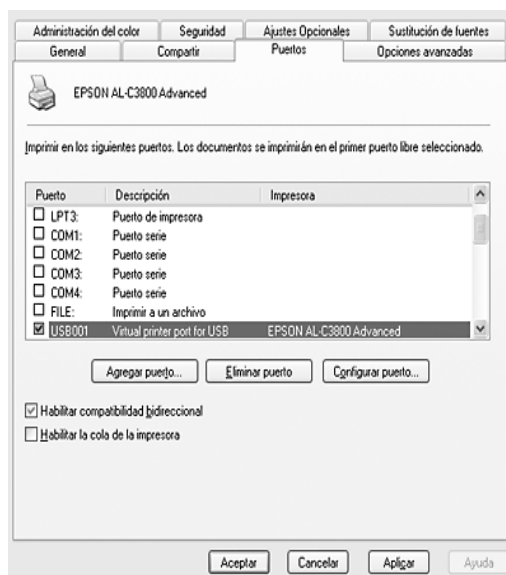 Administración del color Seguridad Ajustes Opcionales Sustitución de fuentes
General Compartir Puertos Opciones avanzadas
EPSON AL-C3800 Advanced
Imprimir en los siguientes puertos. Los documentos se imprimirán en el primer puerto libre seleccionado.
Puerto Descripción Impresora
LPT3: Puerto de impresora
COM1: Puerto serie
COM2: Puerto serie
COM3: Puerto serie
COM4: Puerto serie
FILE: Imprimir a un archivo
USB001 Virtual printer port for USB EPSON AL-C3800 Advanced
Agregar puerto... Eliminar puerto Configurar puerto...
Habilitar compatibilidad bidireccional
Habilitar la cola de la impresora
Aceptar Cancelar Aplicar Ayuda